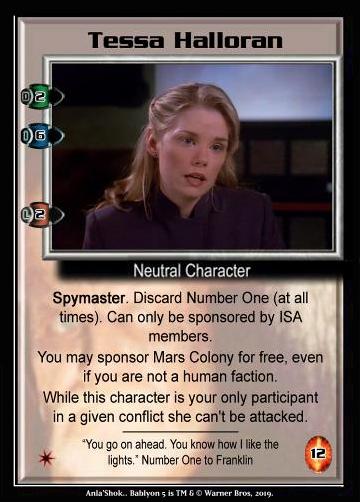 Tessa Halloran
D 2
I 6
L 2
Neutral Character
Spymaster. Discard Number One (at all
times). Can only be sponsored by ISA
members.
You may sponsor Mars Colony for free, even
if you are not a human faction.
While this character is your only participant
in a given conflict she can't be attacked.
"You go on ahead. You know how I like the
lights." Number One to Franklin
12
Anla'Shok.. Bablyon 5 is TM & © Warner Bros, 2019.